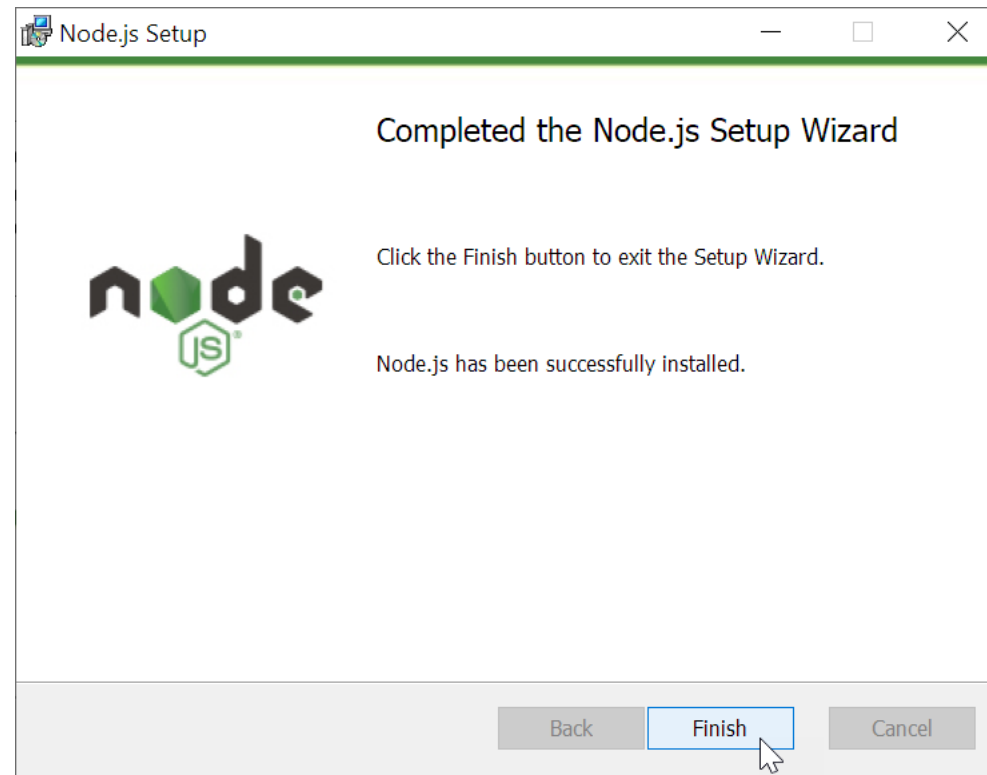 Node.js Setup
Completed the Node.js Setup Wizard
Click the Finish button to exit the Setup Wizard.
node
JS®
Node.js has been successfully installed.
Back
Finish
Cancel